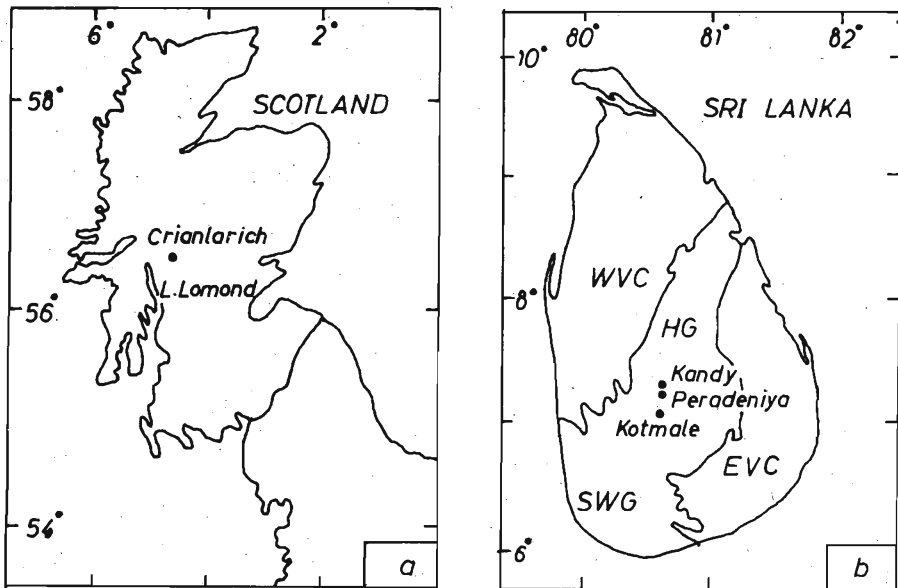 6°
2°
58°
SCOTLAND
Crianlarich
L.Lomond
56°
54°
a
80°
81°
82°
10°
SRI LANKA
WVC
8°
HG
Kandy
Peradeniya
Kotmale
EVC
SWG
6°
b